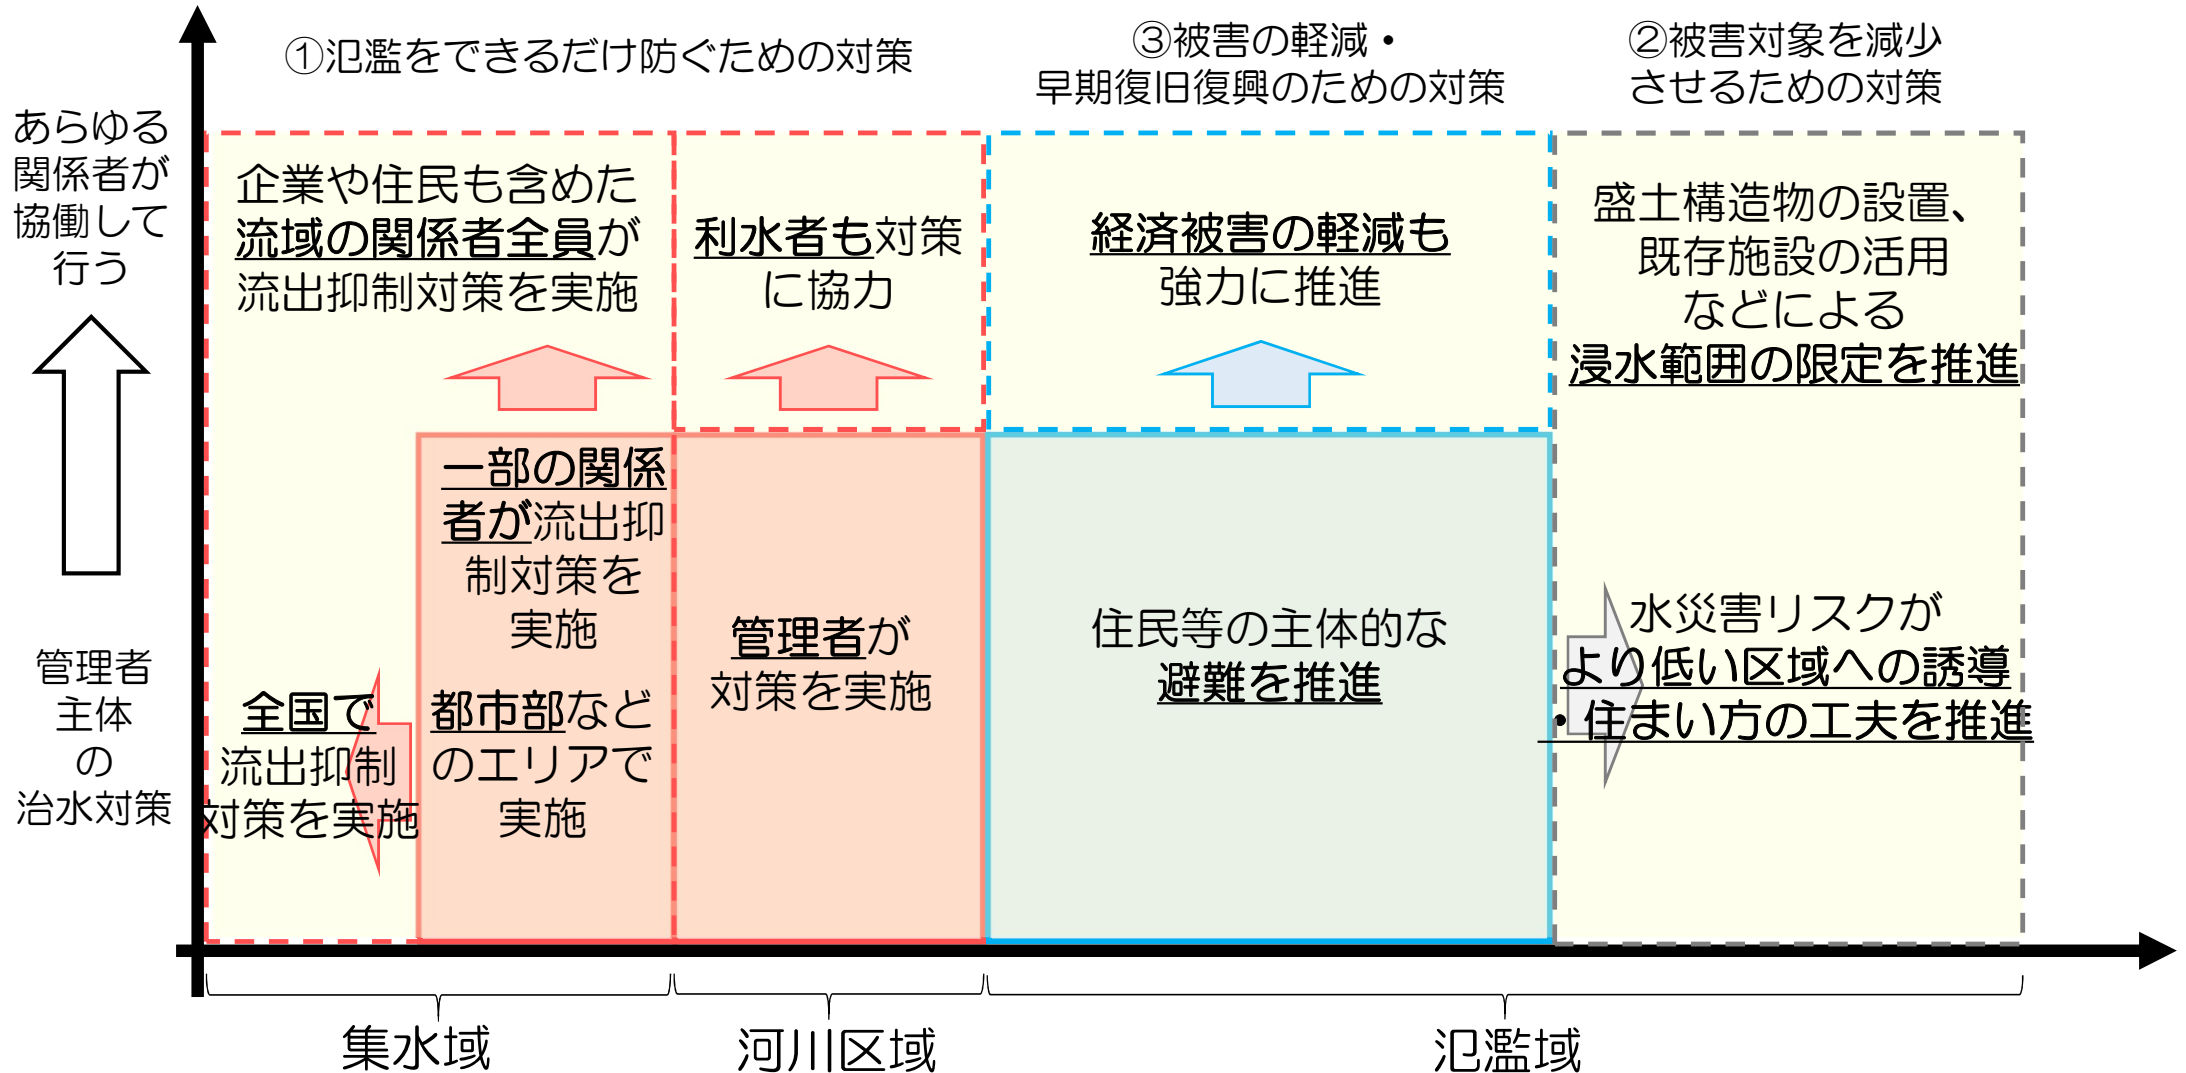 ①氾濫をできるだけ防ぐための対策
③被害の軽減・
早期復旧復興のための対策
②被害対象を減少
させるための対策
あらゆる
関係者が
協働して
行う
管理者
主体
の
治水対策
企業や住民も含めた
流域の関係者全員が
流出抑制対策を実施
利水者も対策
に協力
経済被害の軽減も
強力に推進
盛土構造物の設置、
既存施設の活用
などによる
浸水範囲の限定を推進
一部の関係
者が流出抑
制対策を
実施
都市部など
のエリアで
実施
全国で
流出抑制
対策を実施
管理者が
対策を実施
住民等の主体的な
避難を推進
水災害リスクが
より低い区域への誘導
・住まい方の工夫を推進
集水域
河川区域
氾濫域